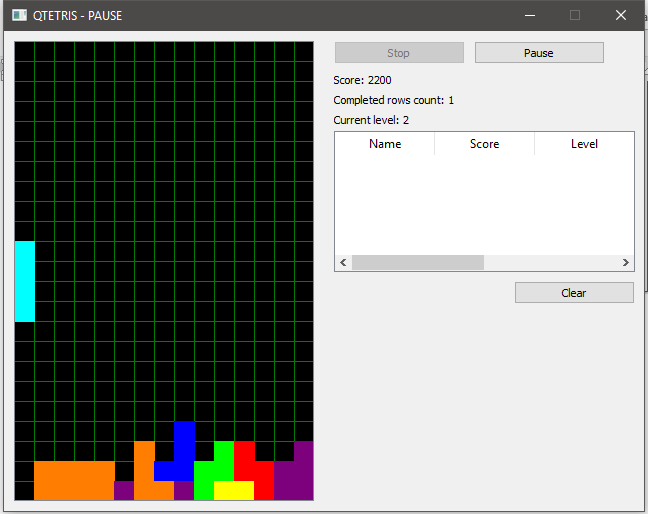 QTETRIS - PAUSE
Stop
Pause
Score: 2200
Completed rows count: 1
Current level: 2
Name Score Level
Clear